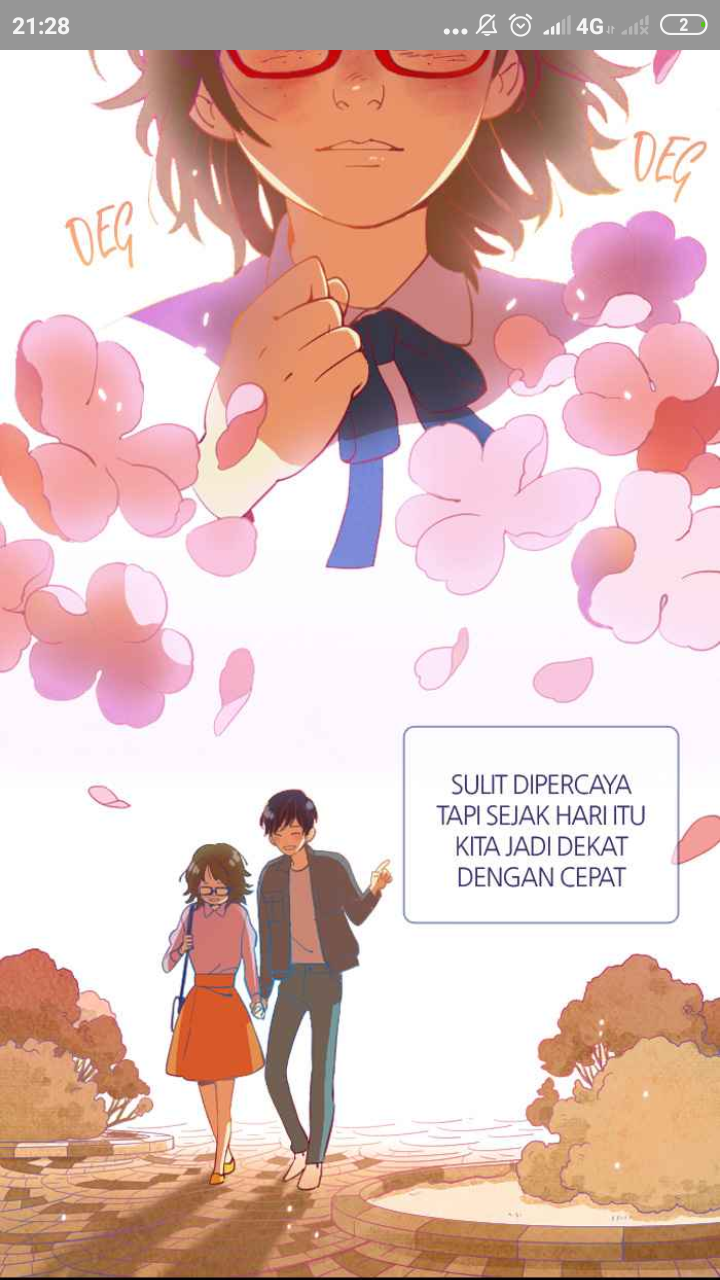 21:28
4G
2
DEG
DEG
SULIT DIPERCAYA
TAPI SEJAK HARI ITU
KITA JADI DEKAT
DENGAN CEPAT